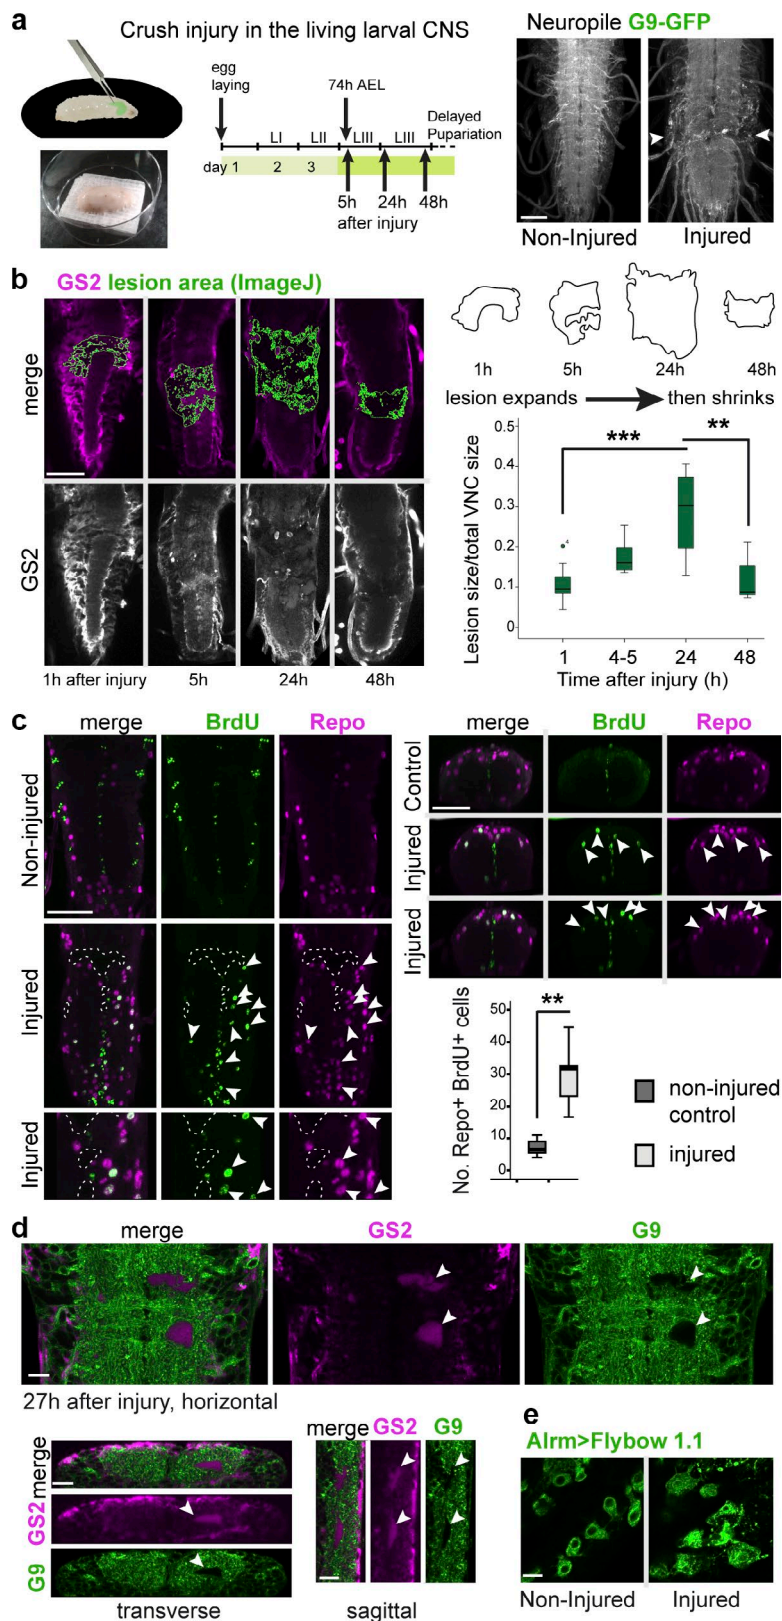 a
Crush injury in the living larval CNS
egg
laying
74h AEL
Delayed
Pupariation
LI
LII
LIII
LIII
day 1
2
3
5h
24h
48h
after injury
Neuropile G9-GFP
Non-Injured
Injured
b
GS2 lesion area (ImageJ)
merge
GS2
1h after injury
5h
24h
48h
1h
5h
24h
48h
lesion expands
then shrinks
Lesion size/total VNC size
0.5
0.4
0.3
0.2
0.1
0
***
**
4
1
4-5
24
48
Time after injury (h)
c
merge
BrdU
Repo
Non-injured
Injured
Injured
merge
BrdU
Repo
Control
Injured
Injured
No. Repo+ BrdU+ cells
50
40
30
20
10
0
**
non-injured
control
injured
d
merge
GS2
G9
27h after injury, horizontal
merge
GS2
G9
transverse
merge
GS2
G9
sagittal
e
Alrm>Flybow 1.1
Non-Injured
Injured